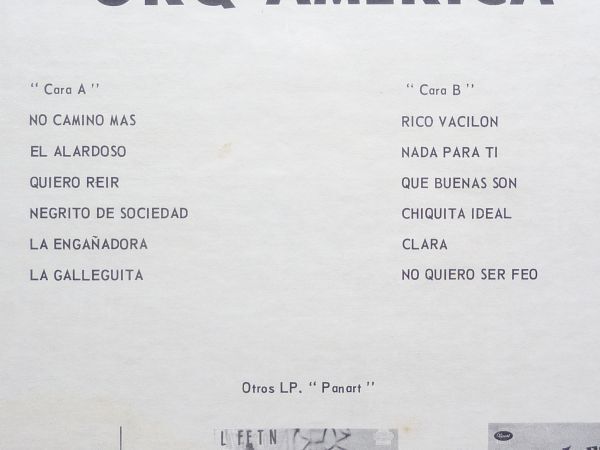 ORQ AMERICA
“ Cara A ”
NO CAMINO MAS
EL ALARDOSO
QUIERO REIR
NEGRITO DE SOCIEDAD
LA ENGAÑADORA
LA GALLEGUITA
“ Cara B ”
RICO VACILON
NADA PARA TI
QUE BUENAS SON
CHIQUITA IDEAL
CLARA
NO QUIERO SER FEO
Otros LP. “ Panart ”